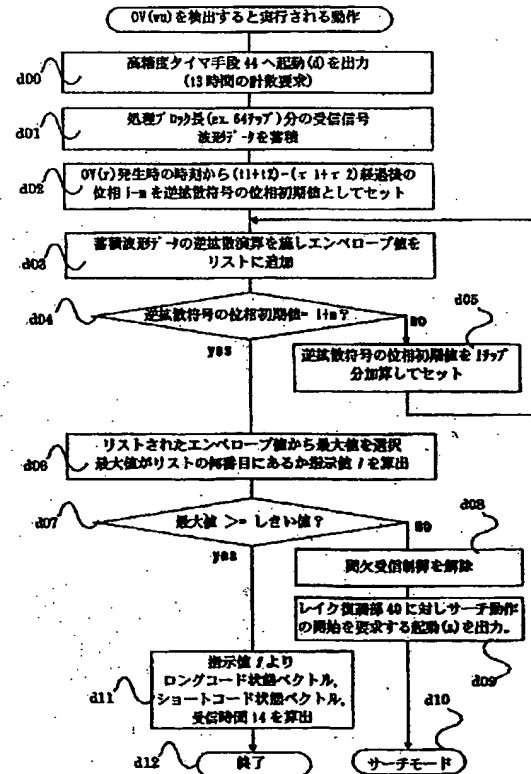 OV(wu)を検出すると実行される動作
d00
高精度タイマ手段 44 へ起動(d)を出力
(t3時間の計数要求)
d01
処理ブロック長(ex. 64チップ)分の受信信号
波形データを蓄積
d02
OV(r)発生時の時刻から(t1+t2)-(τ1+τ2)経過後の
位相 i-m を逆拡散符号の位相初期値としてセット
d03
蓄積波形データの逆拡散演算を施しエンベロープ値を
リストに追加
d04
逆拡散符号の位相初期値= i+m?
no
d05
yes
逆拡散符号の位相初期値を 1チップ
分加算してセット
d06
リストされたエンベロープ値から最大値を選択
最大値がリストの何番目にあるか指示値 f を算出
d07
最大値 >= しきい値?
no
d08
yes
間欠受信制御を解除
レイク復調部 40 に対しサーチ動作
の開始を要求する起動(s)を出力。
d09
d11
指示値 f より
ロングコード状態ベクトル,
ショートコード状態ベクトル,
受信時間 t4 を算出
d10
d12
終了
サーチモード